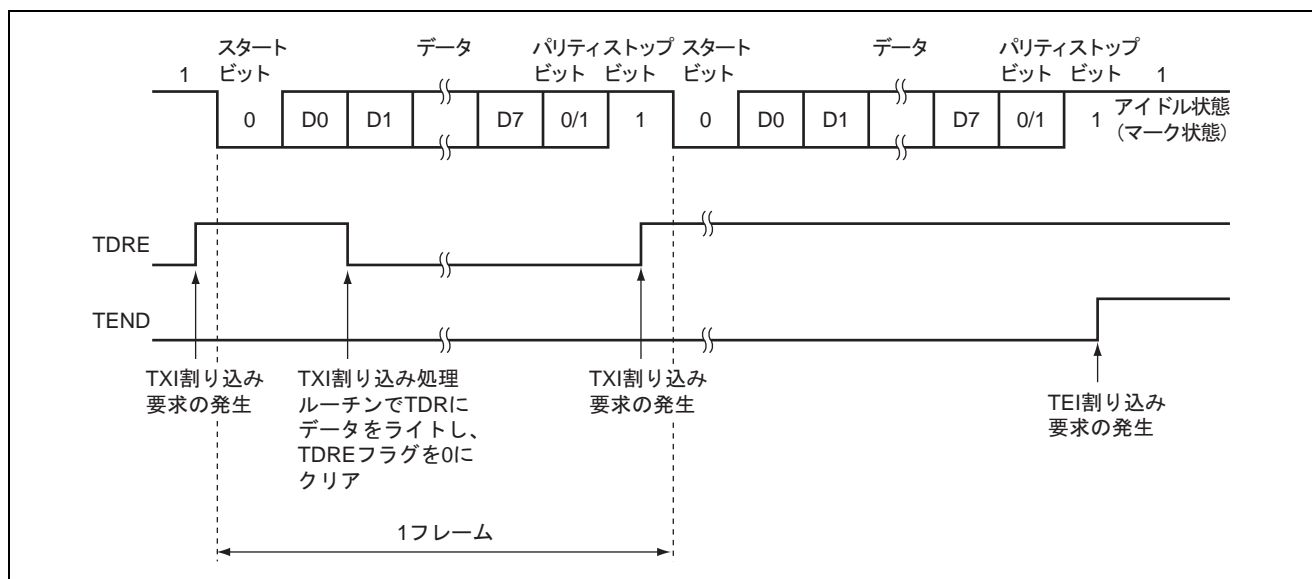 スタート データ パリティストップ スタート データ パリティストップ
1 ビット ビット ビット ビット ビット ビット 1
0 D0 D1 D7 0/1 1 0 D0 D1 D7 0/1 1 アイドル状態
(マーク状態)
TDRE
TEND
TXI割り込み
要求の発生
TXI割り込み処理
ルーチンでTDRに
データをライトし、
TDREフラグを0に
クリア
TXI割り込み
要求の発生
TEI割り込み
要求の発生
1フレーム